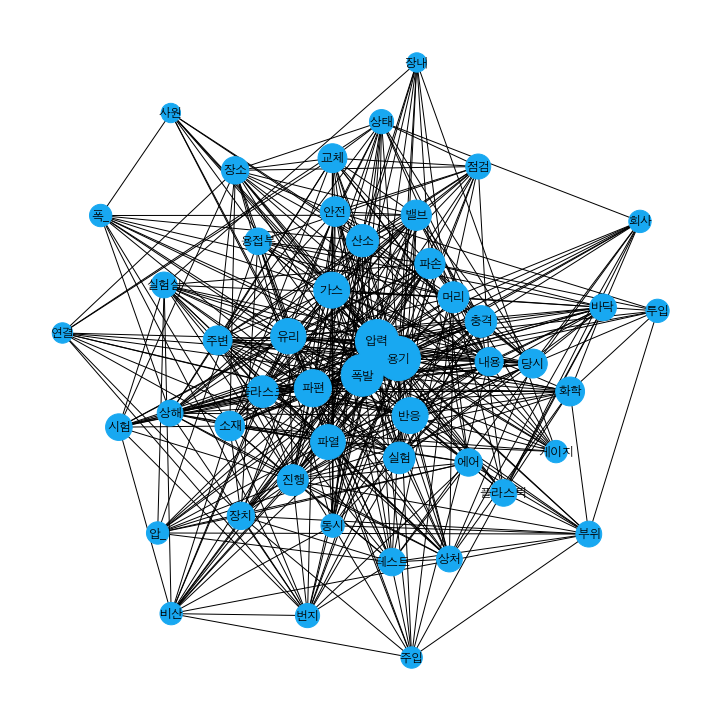 장내
사원
상태
교체
점검
장소
안전
밸브
폭_
회사
용접부
산소
파손
실험실
가스
머리
바닥
투입
충격
연결
주변
유리
압력
용기
내용
당시
폭발
파편
화학
상해
반응
시험
소재
파열
실험
에어
진행
플라스틱
장치
동시
압_
부위
테스트
상처
비산
번지
주입